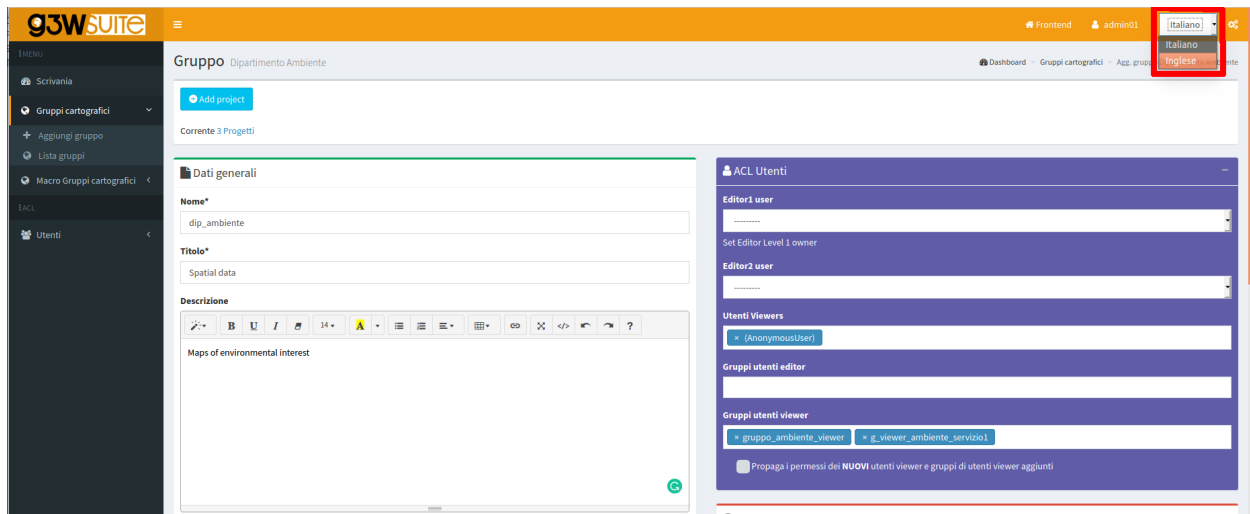 g3wSUITE
Frontend
admin01
Italiano
Italiano
Inglese
MENU
Scrivania
Gruppi cartografici
Aggiungi gruppo
Lista gruppi
Macro Gruppi cartografici
ACL
Utenti
Gruppo Dipartimento Ambiente
Dashboard Gruppi cartografici Agg. grup
Add project
Corrente 3 Progetti
Dati generali
Nome*
dip_ambiente
Titolo*
Spatial data
Descrizione
B U I 14 A </> ?
Maps of environmental interest
ACL Utenti
Editor1 user
---------
Set Editor Level 1 owner
Editor2 user
---------
Utenti Viewers
× (AnonymousUser)
Gruppi utenti editor
Gruppi utenti viewer
× gruppo_ambiente_viewer × g_viewer_ambiente_servizio1
Propaga i permessi dei NUOVI utenti viewer e gruppi di utenti viewer aggiunti